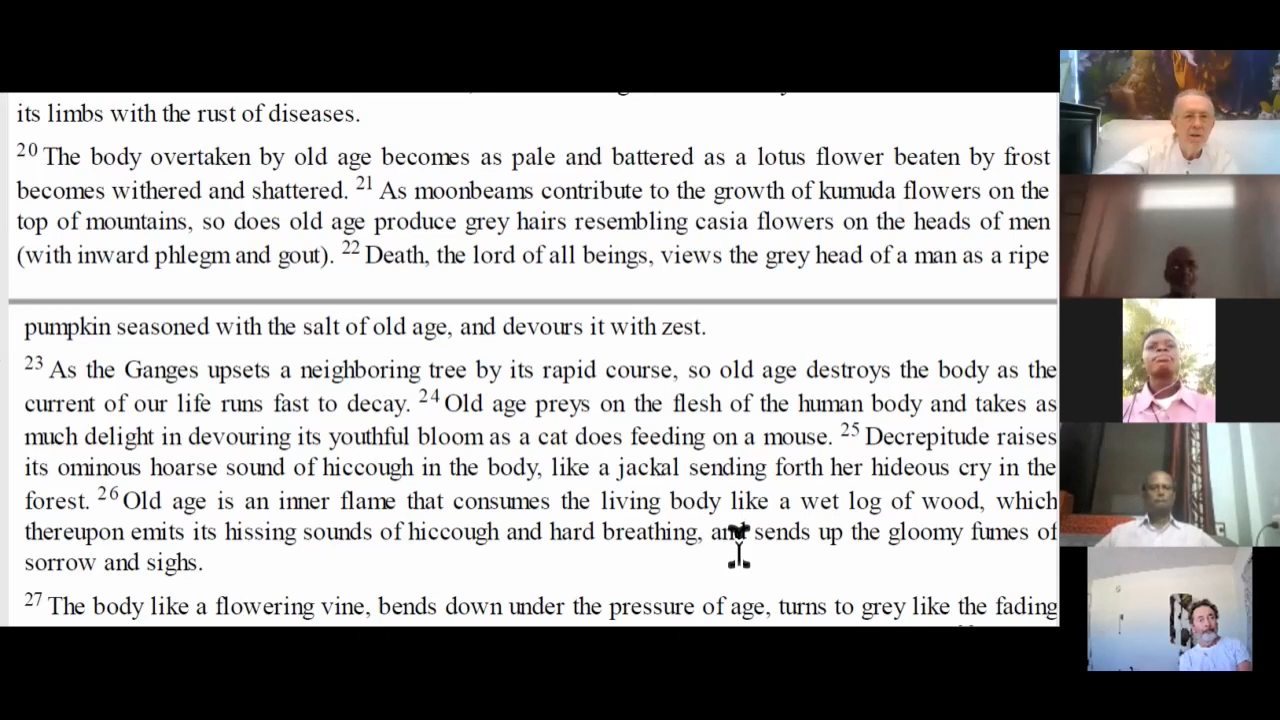 its limbs with the rust of diseases.
20 The body overtaken by old age becomes as pale and battered as a lotus flower beaten by frost
becomes withered and shattered. 21 As moonbeams contribute to the growth of kumuda flowers on the
top of mountains, so does old age produce grey hairs resembling casia flowers on the heads of men
(with inward phlegm and gout). 22 Death, the lord of all beings, views the grey head of a man as a ripe
pumpkin seasoned with the salt of old age, and devours it with zest.
23 As the Ganges upsets a neighboring tree by its rapid course, so old age destroys the body as the
current of our life runs fast to decay. 24 Old age preys on the flesh of the human body and takes as
much delight in devouring its youthful bloom as a cat does feeding on a mouse. 25 Decrepitude raises
its ominous hoarse sound of hiccough in the body, like a jackal sending forth her hideous cry in the
forest. 26 Old age is an inner flame that consumes the living body like a wet log of wood, which
thereupon emits its hissing sounds of hiccough and hard breathing, and sends up the gloomy fumes of
sorrow and sighs.
27 The body like a flowering vine, bends down under the pressure of age, turns to grey like the fading